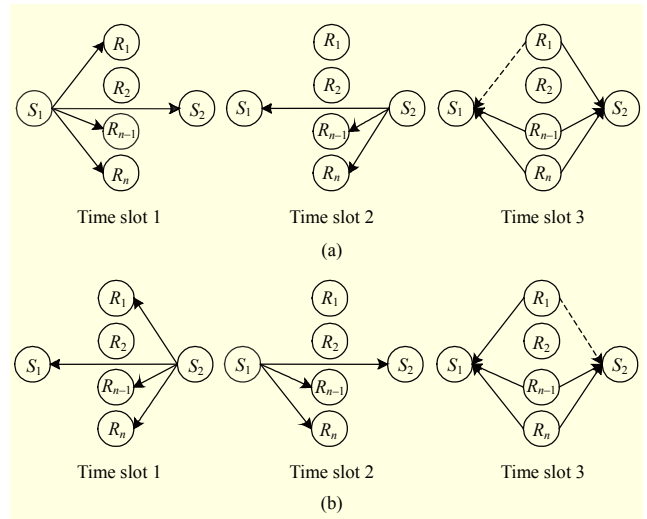 R1 R1 R1
R2 R2 R2
S1 S2 S1 S2 S1 S2
Rn–1 Rn–1 Rn–1
Rn Rn Rn
Time slot 1 Time slot 2 Time slot 3
(a)
R1 R1 R1
R2 R2 R2
S1 S2 S1 S2 S1 S2
Rn–1 Rn–1 Rn–1
Rn Rn Rn
Time slot 1 Time slot 2 Time slot 3
(b)